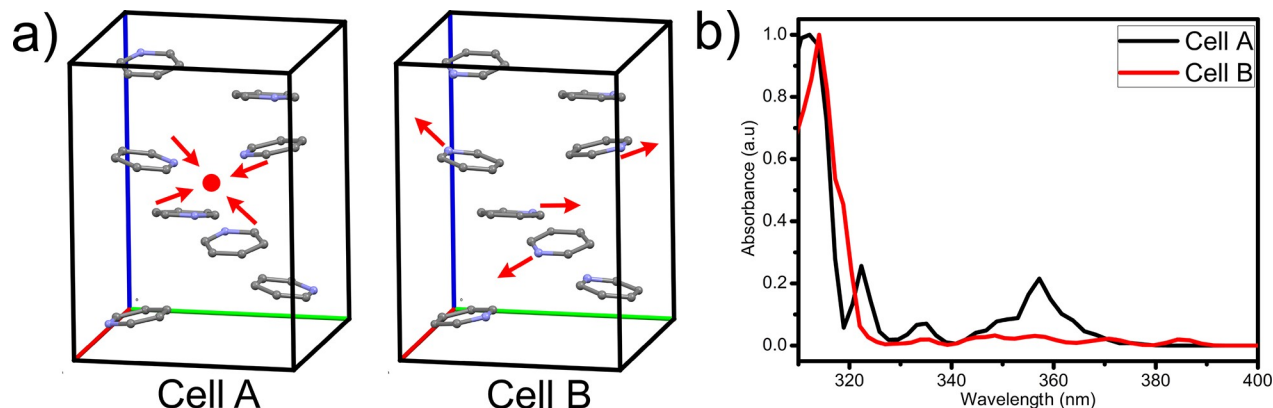 a)
Cell A
Cell B
b)
Absorbance (a.u)
1.0
0.8
0.6
0.4
0.2
0.0
320
340
360
380
400
Wavelength (nm)
Cell A
Cell B